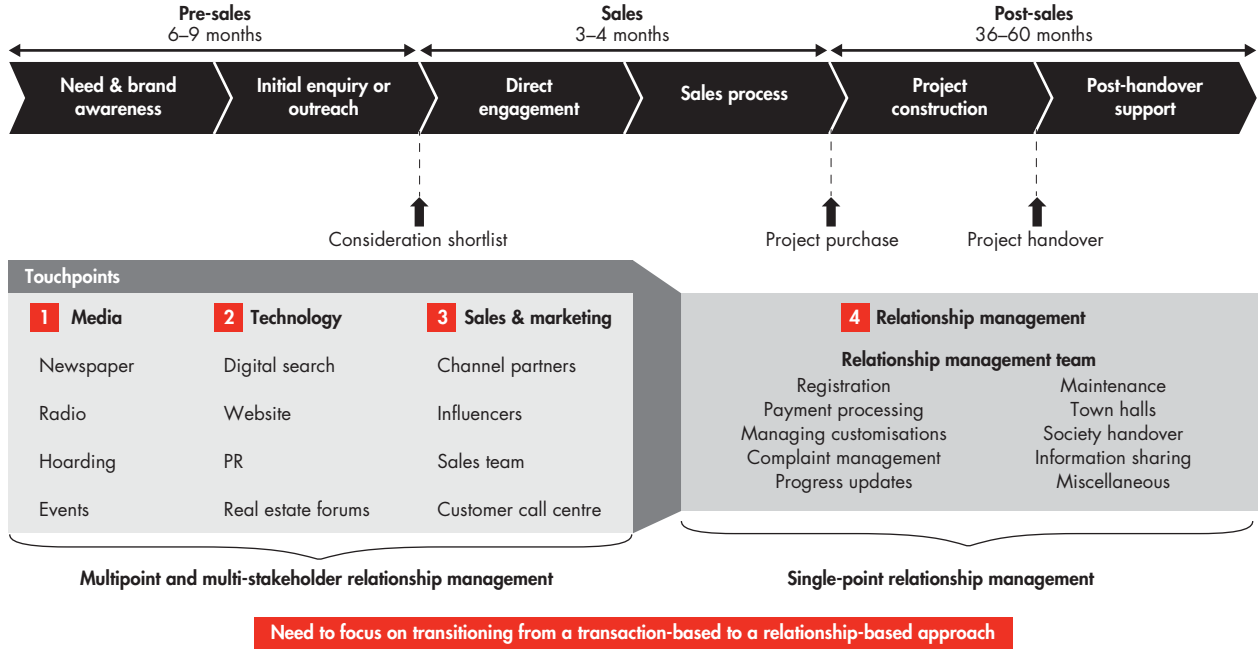 Pre-sales
6–9 months
Sales
3–4 months
Post-sales
36–60 months
Need & brand
awareness
Initial enquiry or
outreach
Direct
engagement
Sales process
Project
construction
Post-handover
support
Consideration shortlist
Project purchase
Project handover
Touchpoints
1 Media
Newspaper
Radio
Hoarding
Events
2 Technology
Digital search
Website
PR
Real estate forums
3 Sales & marketing
Channel partners
Influencers
Sales team
Customer call centre
4 Relationship management
Relationship management team
Registration
Payment processing
Managing customisations
Complaint management
Progress updates
Maintenance
Town halls
Society handover
Information sharing
Miscellaneous
Multipoint and multi-stakeholder relationship management
Single-point relationship management
Need to focus on transitioning from a transaction-based to a relationship-based approach